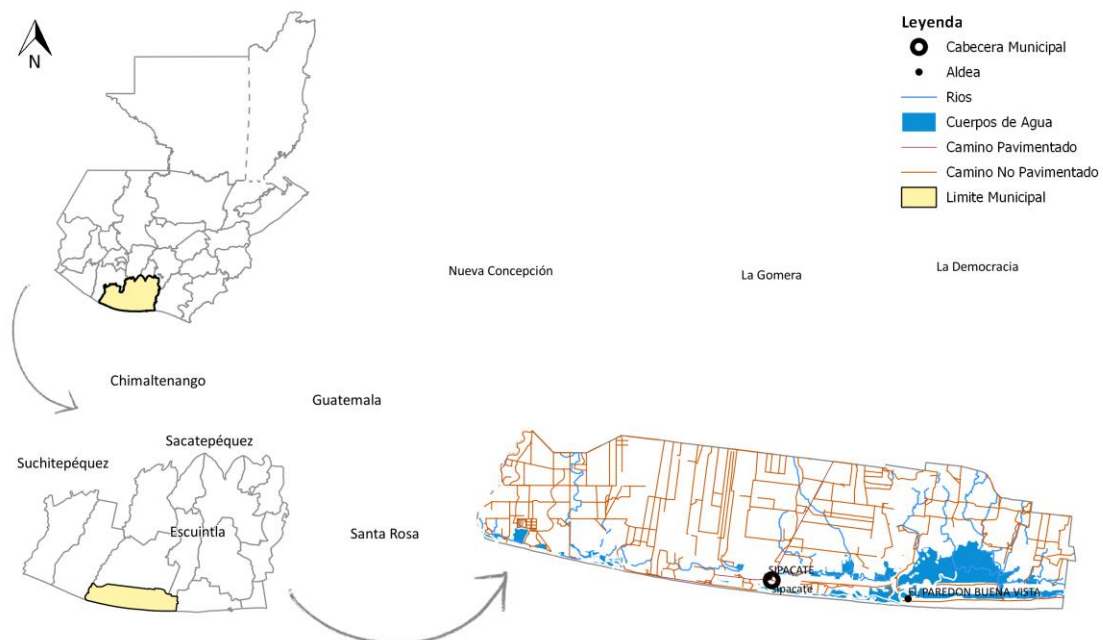 N
Leyenda
Cabecera Municipal
Aldea
Rios
Cuerpos de Agua
Camino Pavimentado
Camino No Pavimentado
Limite Municipal
Nueva Concepción
La Gomera
La Democracia
Chimaltenango
Guatemala
Sacatepéquez
Suchitepéquez
Escuintla
Santa Rosa
SIPACATE
Sipacate
EL PAREDON BUENA VISTA